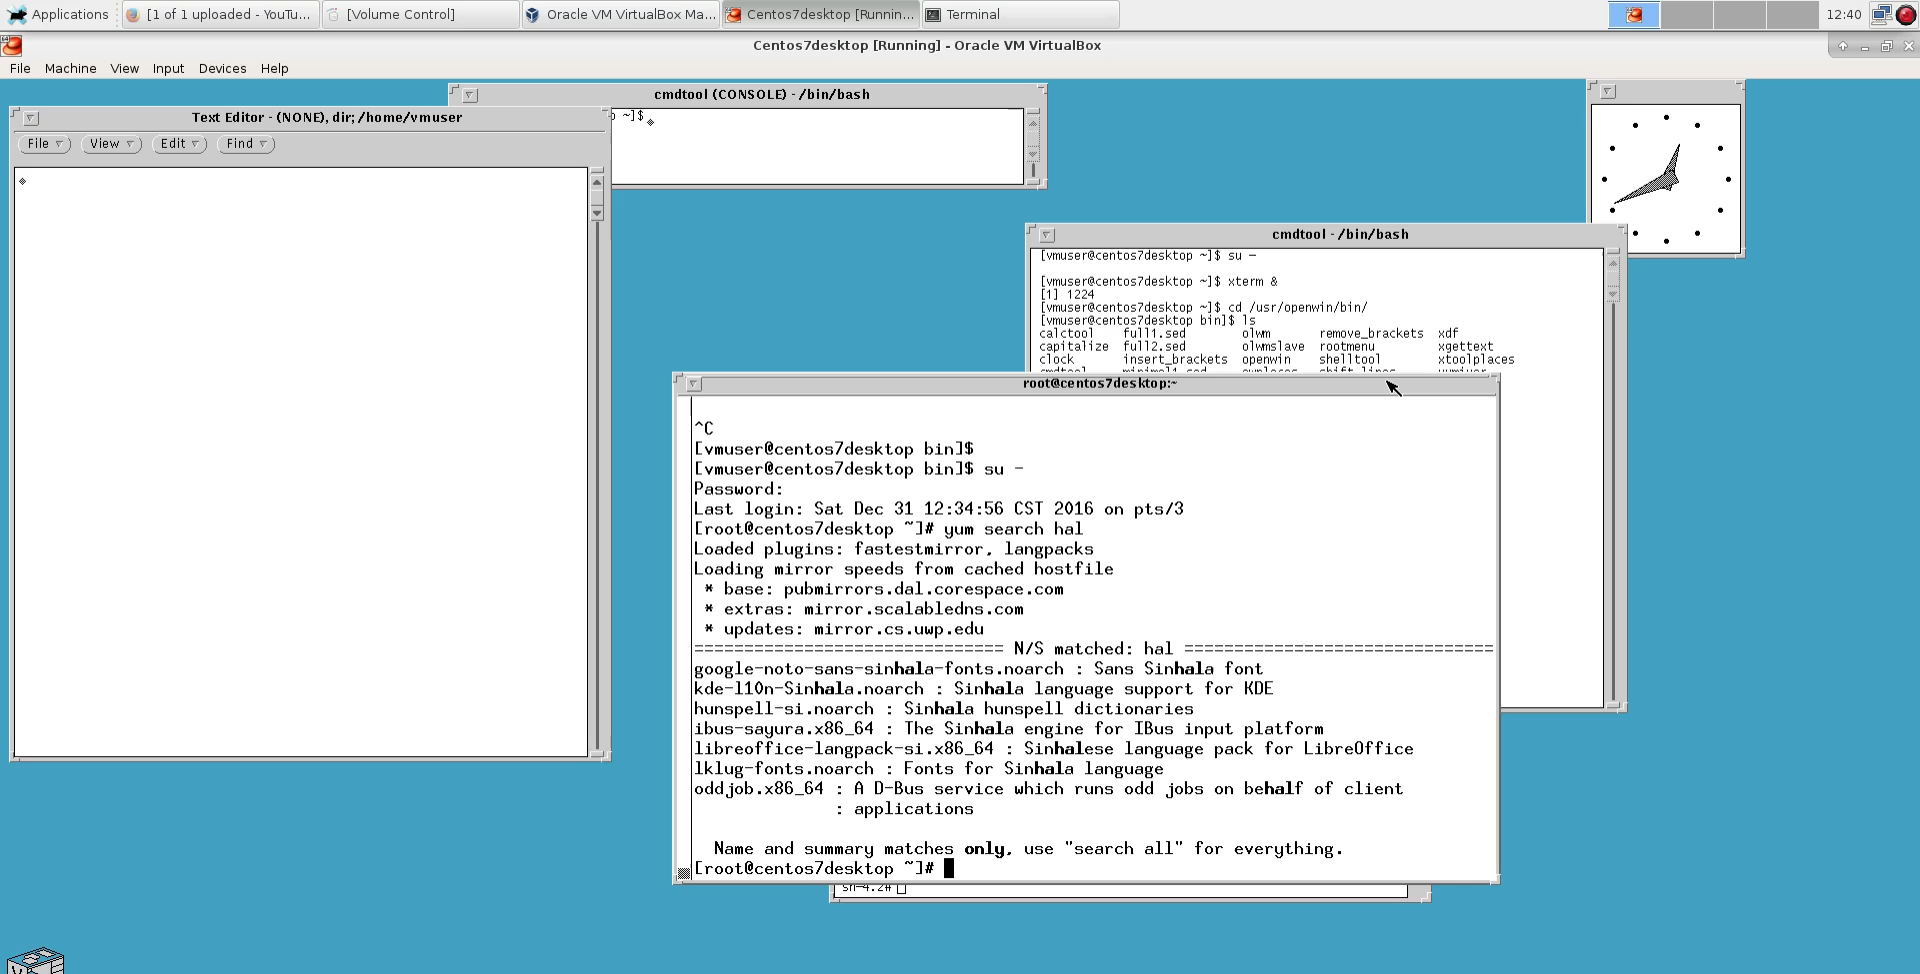 Applications
[1 of 1 uploaded - YouTu...
[Volume Control]
Oracle VM VirtualBox Ma...
Centos7desktop [Runnin...
Terminal
12:40
Centos7desktop [Running] - Oracle VM VirtualBox
File Machine View Input Devices Help
cmdtool (CONSOLE) - /bin/bash
~]$
Text Editor - (NONE), dir; /home/vmuser
File View Edit Find
cmdtool - /bin/bash
[vmuser@centos7desktop ~]$ su -
[vmuser@centos7desktop ~]$ xterm &
[1] 1224
[vmuser@centos7desktop ~]$ cd /usr/openwin/bin/
[vmuser@centos7desktop bin]$ ls
calctool full1.sed olwm remove_brackets xdf
capitalize full2.sed olwmslave rootmenu xgettext
clock insert_brackets openwin shelltool xtoolplaces
root@centos7desktop:~
^C
[vmuser@centos7desktop bin]$
[vmuser@centos7desktop bin]$ su -
Password:
Last login: Sat Dec 31 12:34:56 CST 2016 on pts/3
[root@centos7desktop ~]# yum search hal
Loaded plugins: fastestmirror, langpacks
Loading mirror speeds from cached hostfile
* base: pubmirrors.dal.corespace.com
* extras: mirror.scalabledns.com
* updates: mirror.cs.uwp.edu
=============================== N/S matched: hal ===============================
google-noto-sans-sinhala-fonts.noarch : Sans Sinhala font
kde-l10n-Sinhala.noarch : Sinhala language support for KDE
hunspell-si.noarch : Sinhala hunspell dictionaries
ibus-sayura.x86_64 : The Sinhala engine for IBus input platform
libreoffice-langpack-si.x86_64 : Sinhalese language pack for LibreOffice
lklug-fonts.noarch : Fonts for Sinhala language
oddjob.x86_64 : A D-Bus service which runs odd jobs on behalf of client
: applications
Name and summary matches only, use "search all" for everything.
[root@centos7desktop ~]#
sh-4.2#